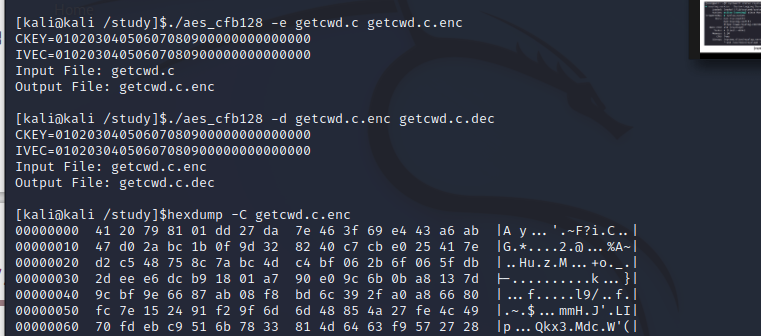 [kali@kali /study]$./aes_cfb128 -e getcwd.c getcwd.c.enc
CKEY=01020304050607080900000000000000
IVEC=01020304050607080900000000000000
Input File: getcwd.c
Output File: getcwd.c.enc
[kali@kali /study]$./aes_cfb128 -d getcwd.c.enc getcwd.c.dec
CKEY=01020304050607080900000000000000
IVEC=01020304050607080900000000000000
Input File: getcwd.c.enc
Output File: getcwd.c.dec
[kali@kali /study]$hexdump -C getcwd.c.enc
00000000  41 20 79 81 01 dd 27 da  7e 46 3f 69 e4 43 a6 ab  |A y...'.~F?i.C..|
00000010  47 d0 2a bc 1b 0f 9d 32  82 40 c7 cb e0 25 41 7e  |G.*....2.@...%A~|
00000020  d2 c5 48 75 8c 7a bc 4d  c4 bf 06 2b 6f 06 5f db  |..Hu.z.M...+o._.|
00000030  2d ee e6 dc b9 18 01 a7  90 e0 9c 6b 0b a8 13 7d  |-..........k...}|
00000040  9c bf 9e 66 87 ab 08 f8  bd 6c 39 2f a0 a8 66 80  |...f.....l9/..f.|
00000050  fc 7e 15 24 91 f2 9f 6d  6d 48 85 4a 27 fe 4c 49  |.~.$...mmH.J'.LI|
00000060  70 fd eb c9 51 6b 78 33  81 4d 64 63 f9 57 27 28  |p...Qkx3.Mdc.W'(|